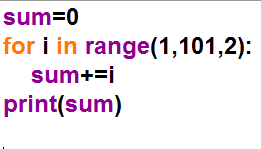 sum=0
for i in range(1,101,2):
    sum+=i
print(sum)